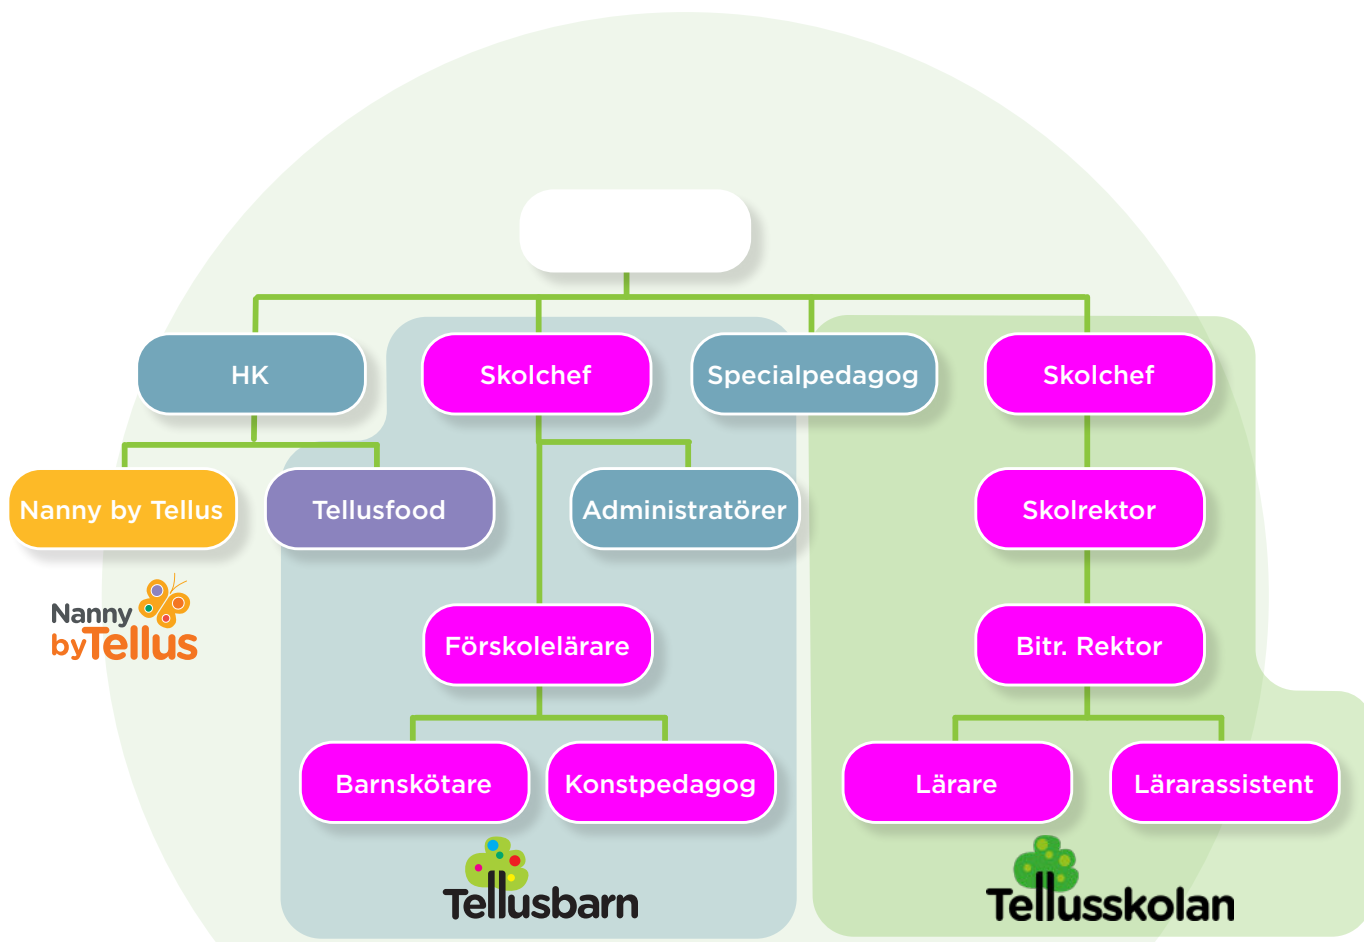 HK
Skolchef
Specialpedagog
Skolchef
Nanny by Tellus
Tellusfood
Administratörer
Skolrektor
Nanny
byTellus
Förskolelärare
Bitr. Rektor
Barnskötare
Konstpedagog
Lärare
Lärarassistent
Tellusbarn
Tellusskolan